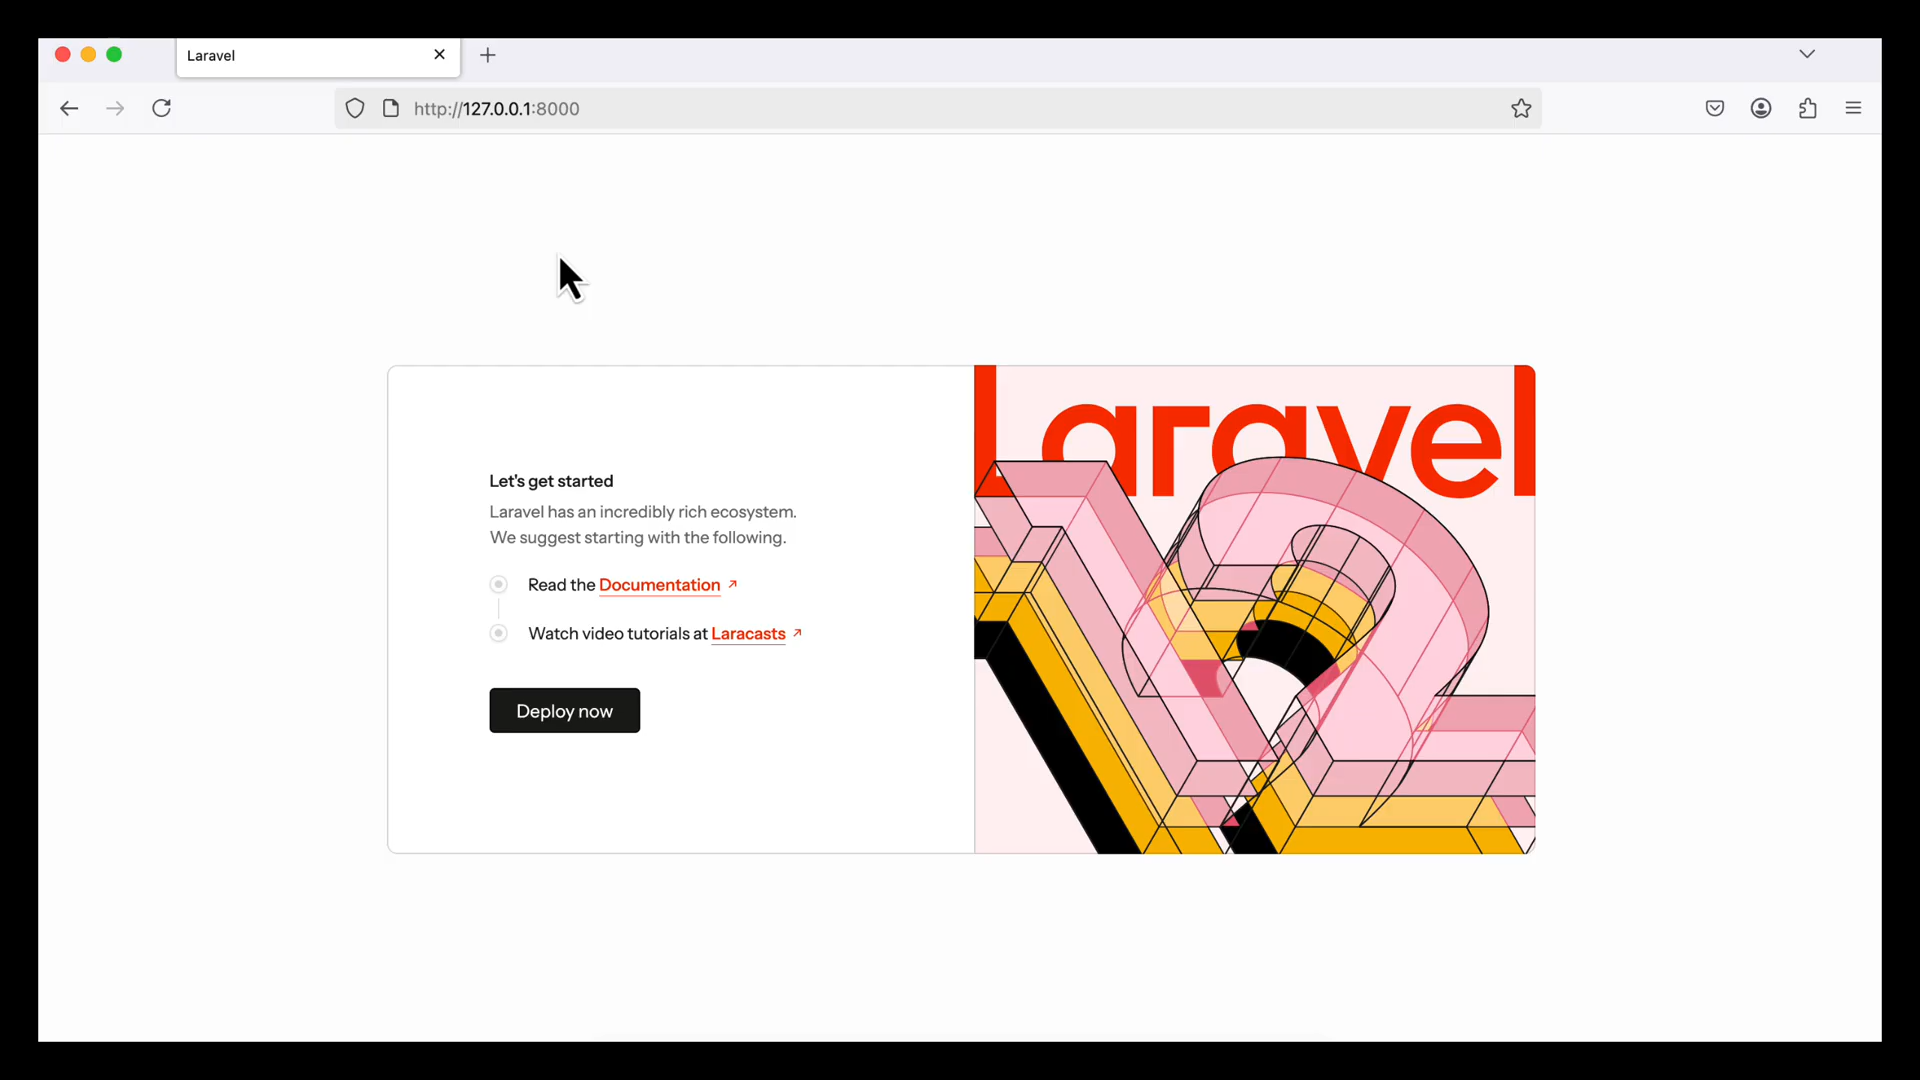 Laravel
http://127.0.0.1:8000
Laravel
Let's get started
Laravel has an incredibly rich ecosystem.
We suggest starting with the following.
Read the Documentation
Watch video tutorials at Laracasts
Deploy now